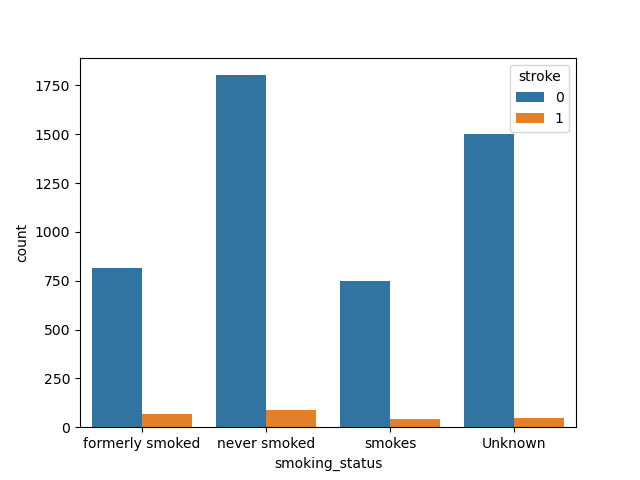 stroke
0
1
1750
1500
1250
1000
750
500
250
0
count
formerly smoked
never smoked
smokes
Unknown
smoking_status